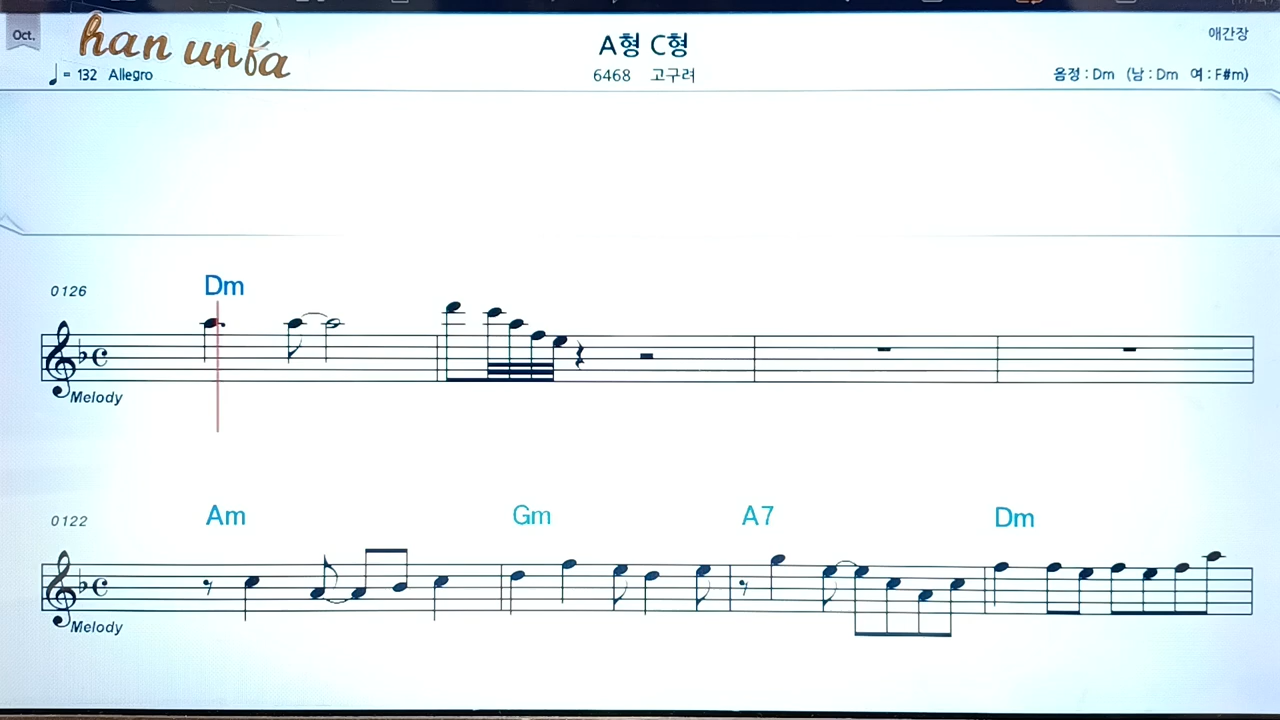 Oct.
han unfa
A형 C형
애간장
♩ = 132 Allegro
6468 고구려
음정 : Dm (남 : Dm 여 : F#m)
0126
Dm
Melody
0122
Am Gm A7 Dm
Melody